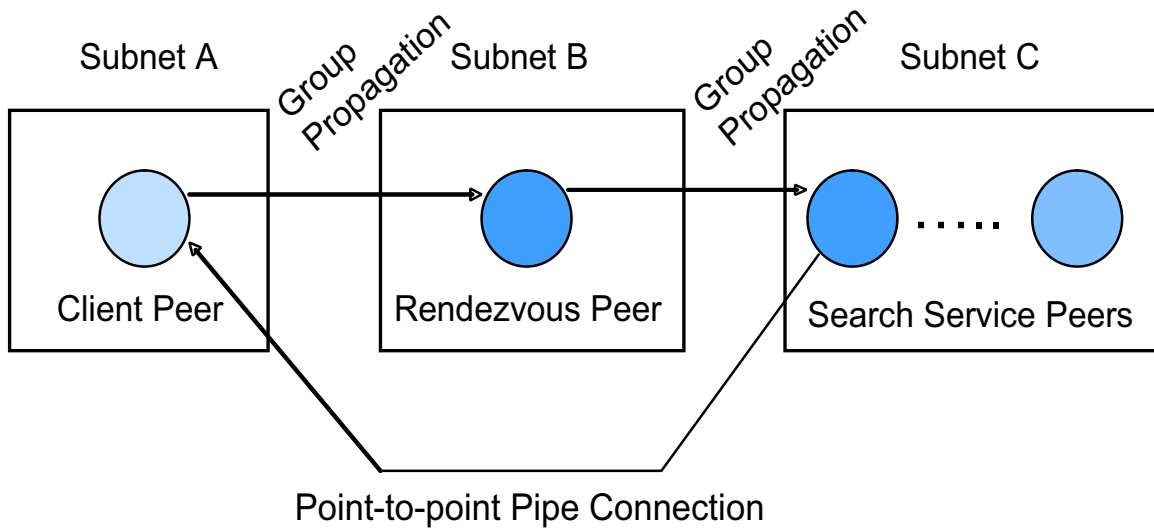 Subnet A
Subnet B
Subnet C
Group
Propagation
Group
Propagation
Client Peer
Rendezvous Peer
Search Service Peers
Point-to-point Pipe Connection